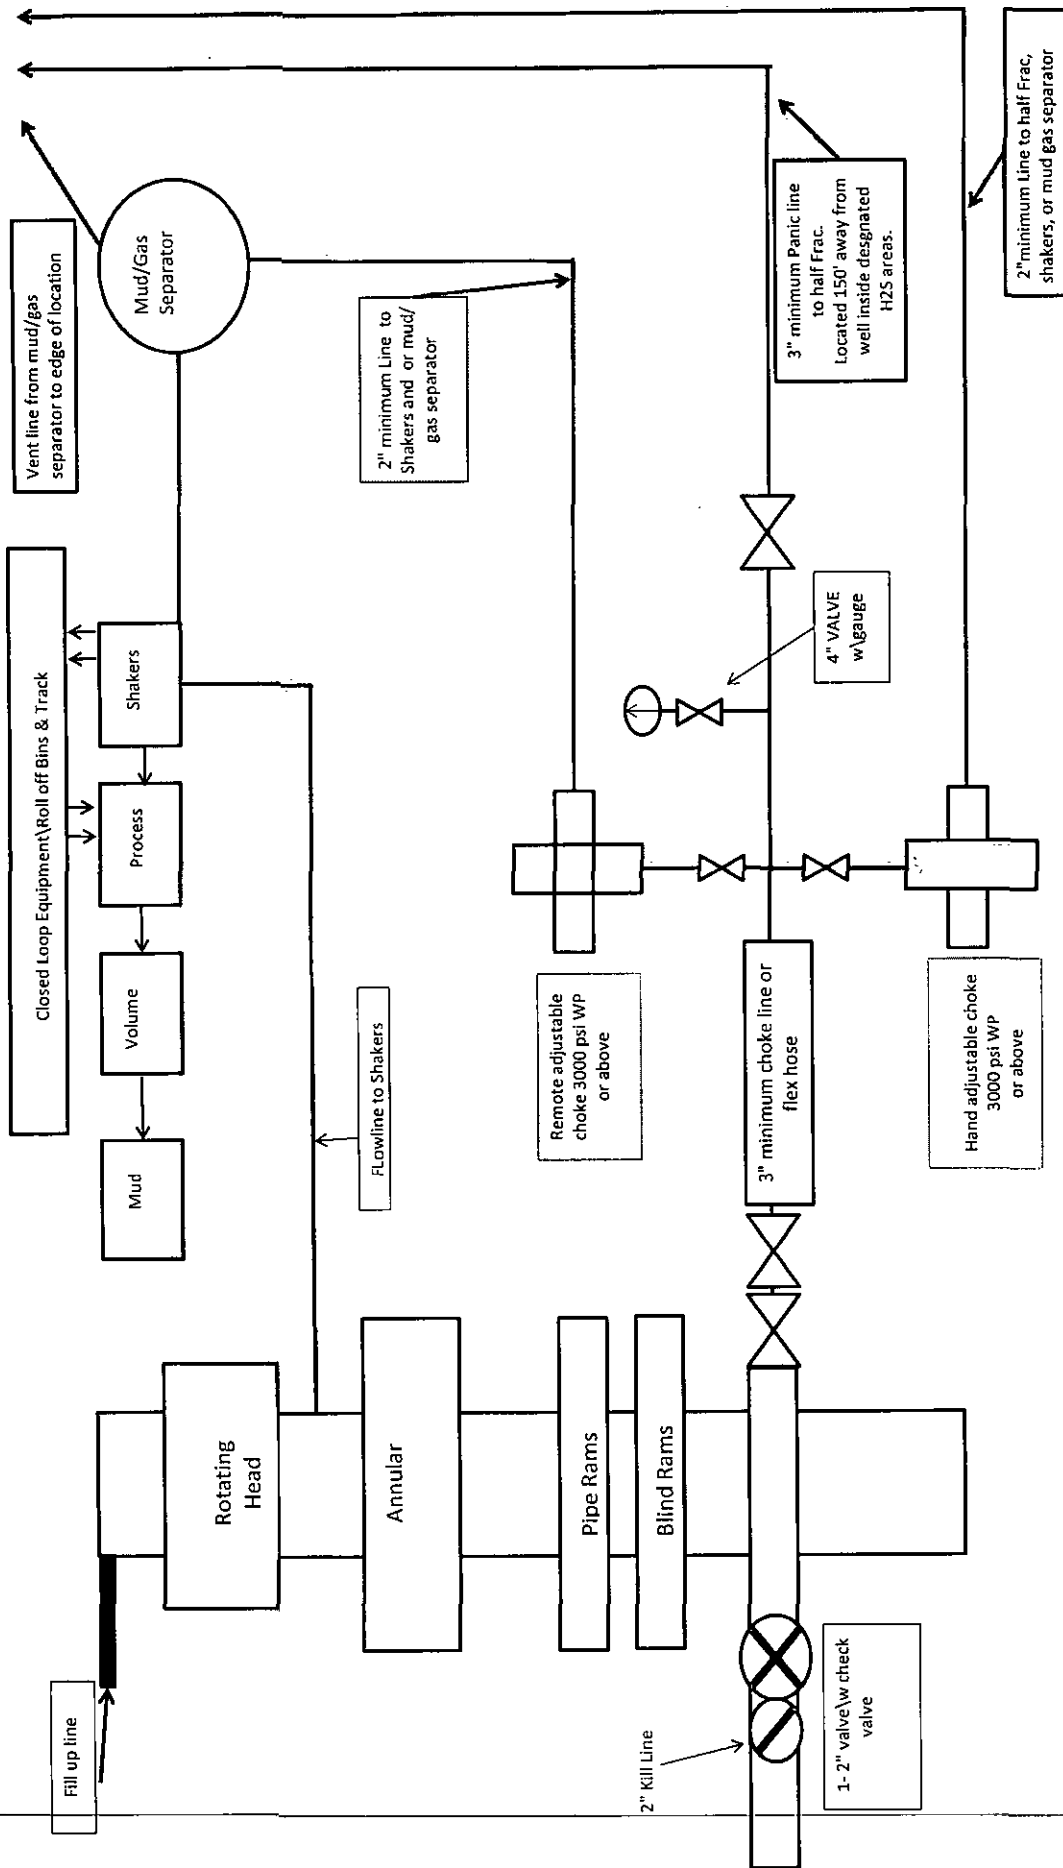 Fill up line
Rotating
Head
Annular
Pipe Rams
Blind Rams
2" Kill Line
1- 2" valve\w check
valve
Closed Loop Equipment\Roll off Bins & Track
Mud
Volume
Process
Shakers
FLowline to Shakers
Vent line from mud/gas
separator to edge of location
Mud/Gas
Separator
2" minimum Line to
Shakers and or mud/
gas separator
Remote adjustable
choke 3000 psi WP
or above
3" minimum choke line or
flex hose
4" VALVE
w\gauge
3" minimum Panic line
to half Frac.
Located 150' away from
well inside desgnated
H2S areas.
Hand adjustable choke
3000 psi WP
or above
2"minimum Line to half Frac,
shakers, or mud gas separator